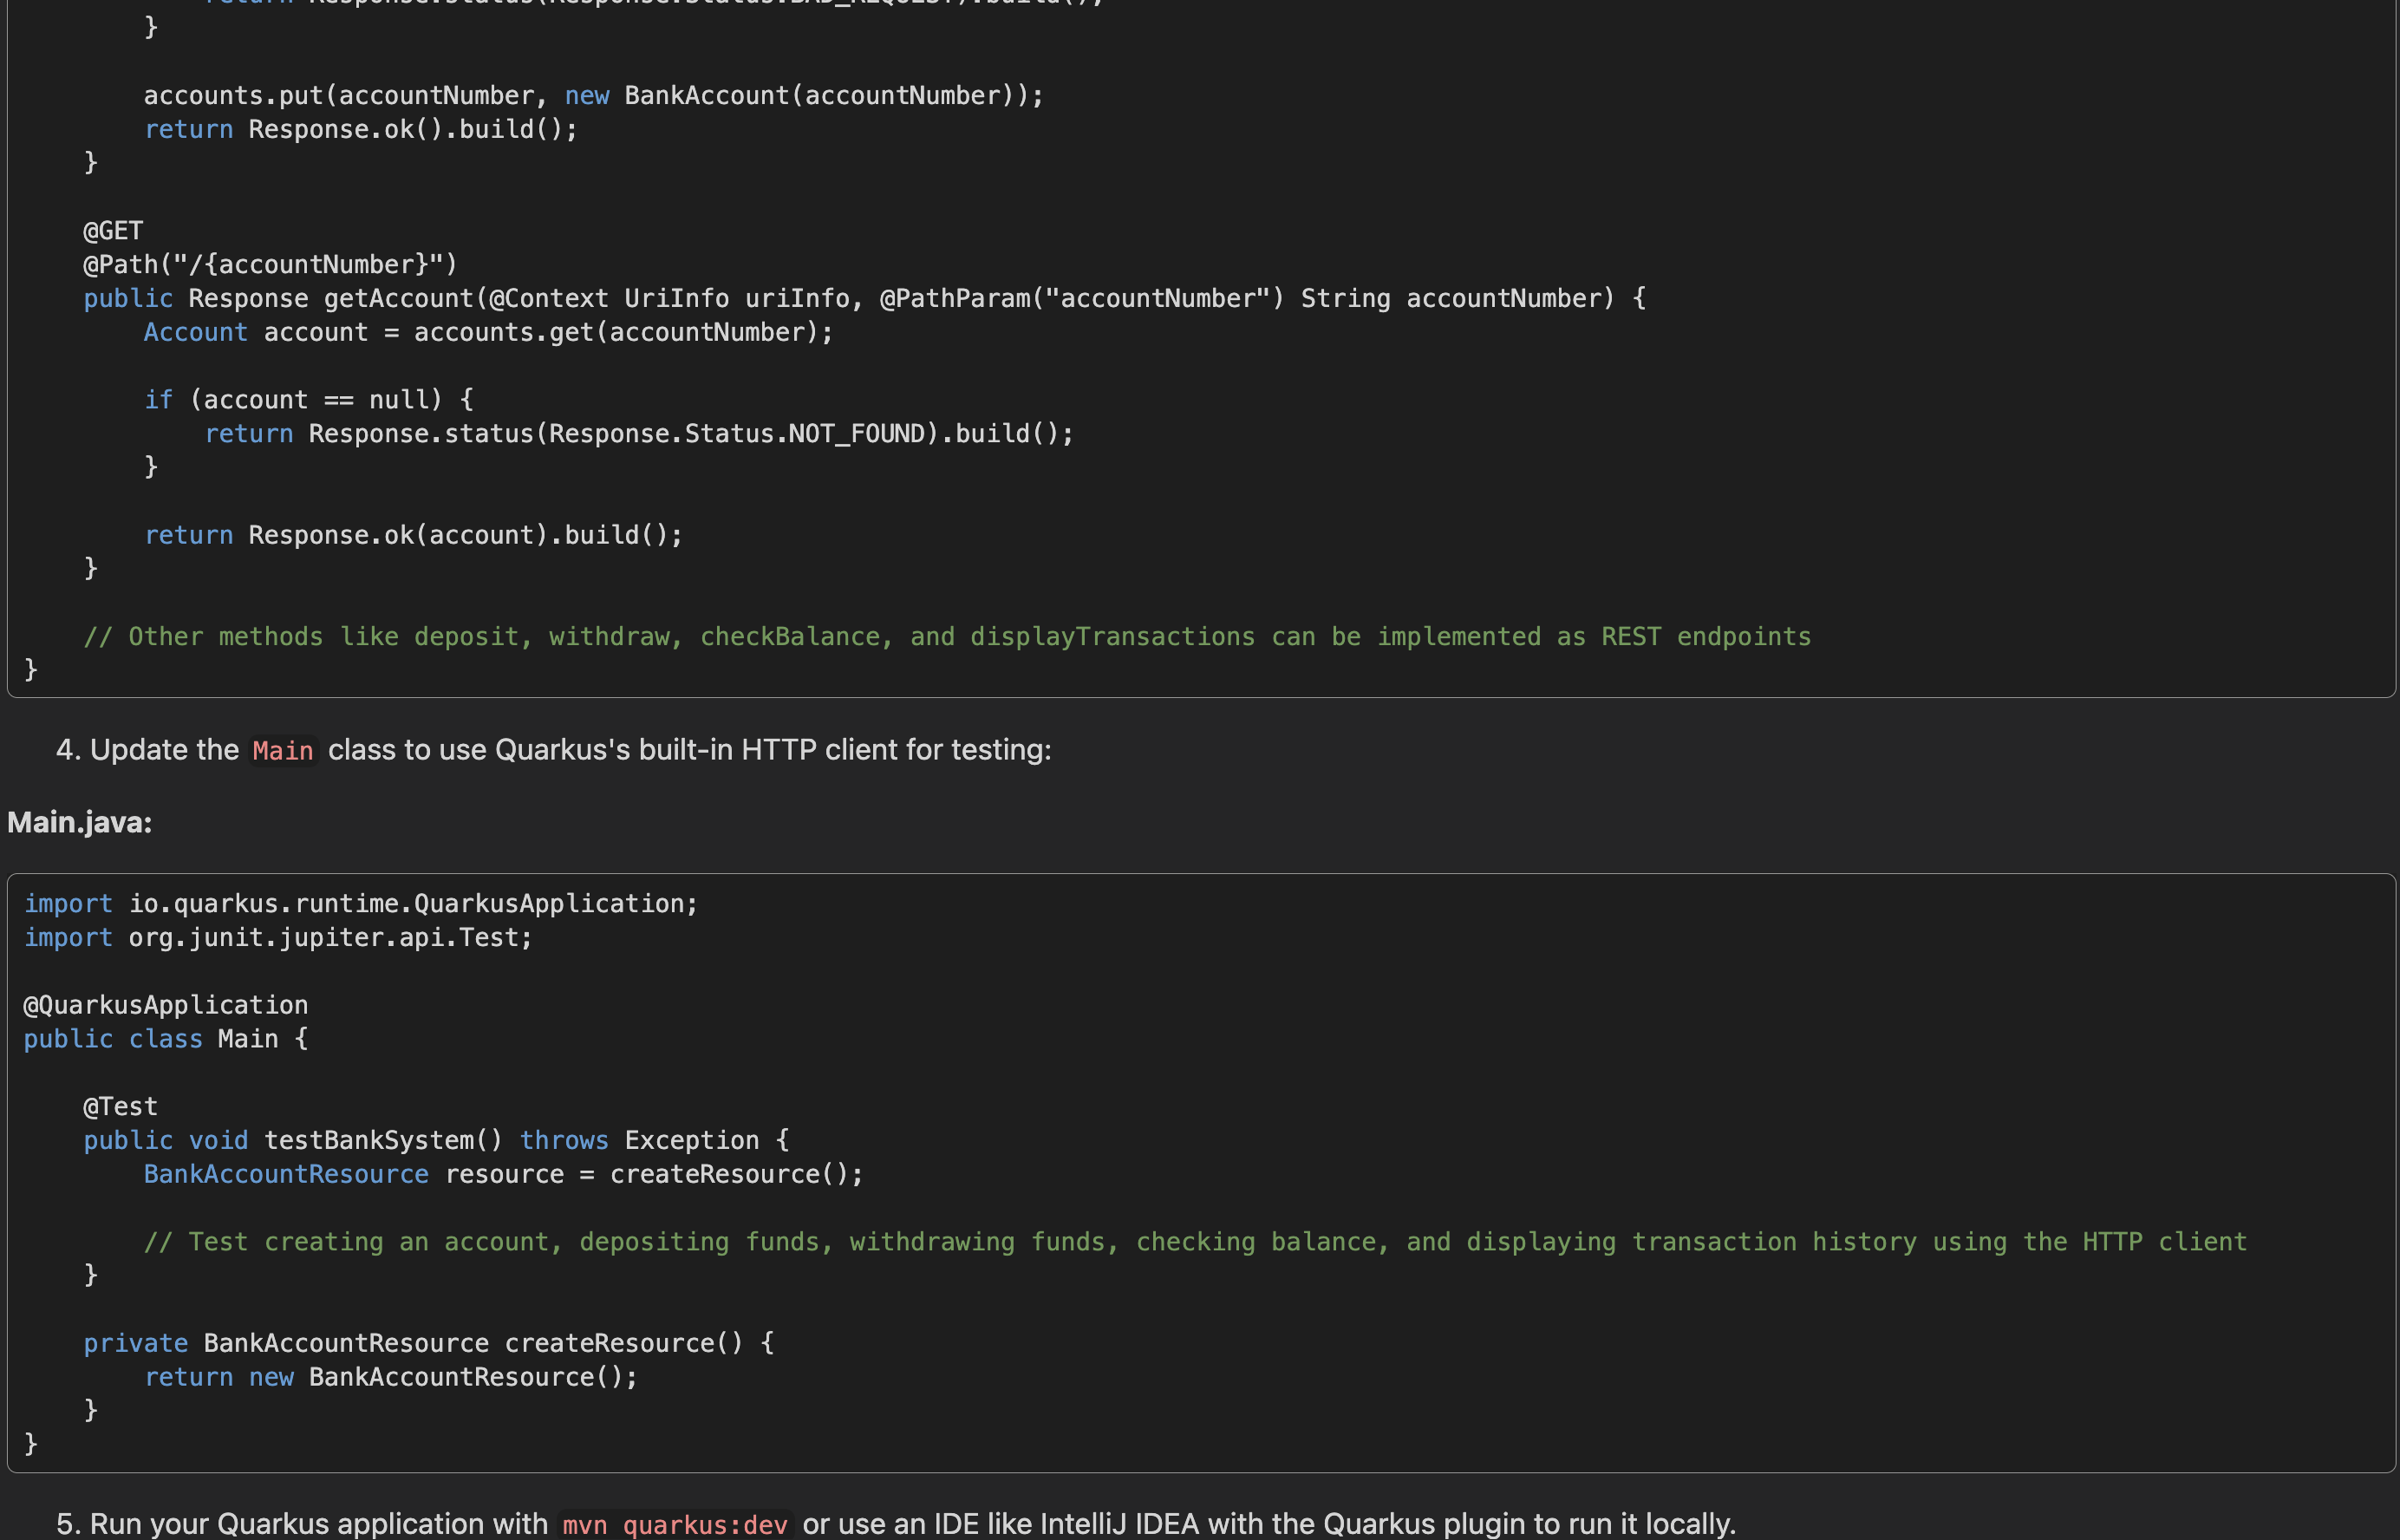 return Response.status(Response.Status.BAD_REQUEST).build();
}
accounts.put(accountNumber, new BankAccount(accountNumber));
return Response.ok().build();
}
@GET
@Path("/{accountNumber}")
public Response getAccount(@Context UriInfo uriInfo, @PathParam("accountNumber") String accountNumber) {
Account account = accounts.get(accountNumber);
if (account == null) {
return Response.status(Response.Status.NOT_FOUND).build();
}
return Response.ok(account).build();
}
// Other methods like deposit, withdraw, checkBalance, and displayTransactions can be implemented as REST endpoints
}
4. Update the Main class to use Quarkus's built-in HTTP client for testing:
Main.java:
import io.quarkus.runtime.QuarkusApplication;
import org.junit.jupiter.api.Test;
@QuarkusApplication
public class Main {
@Test
public void testBankSystem() throws Exception {
BankAccountResource resource = createResource();
// Test creating an account, depositing funds, withdrawing funds, checking balance, and displaying transaction history using the HTTP client
}
private BankAccountResource createResource() {
return new BankAccountResource();
}
}
5. Run your Quarkus application with mvn quarkus:dev or use an IDE like IntelliJ IDEA with the Quarkus plugin to run it locally.